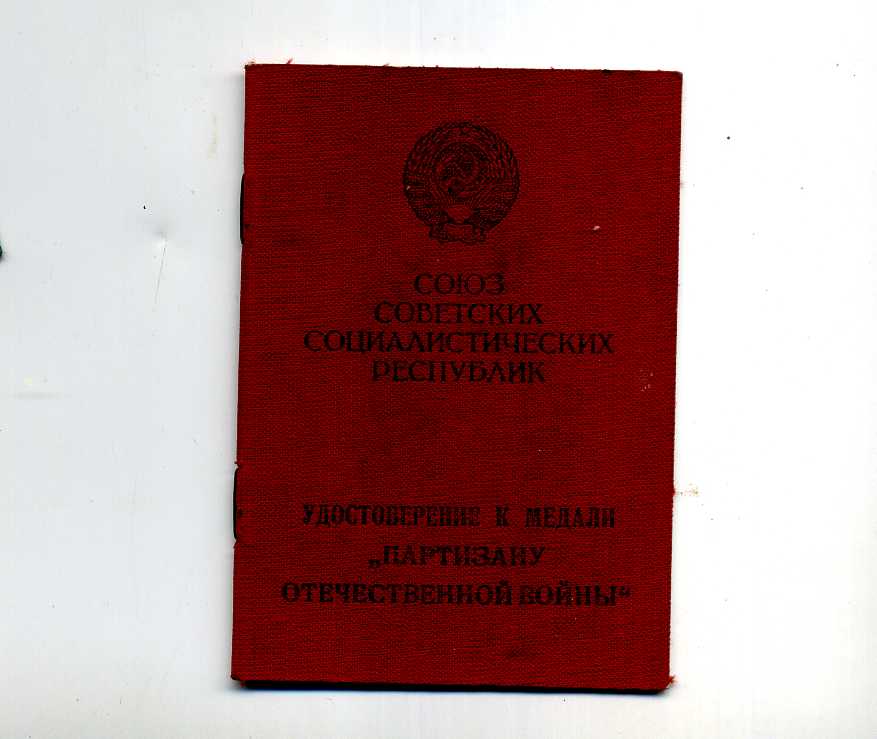 СОЮЗ
СОВЕТСКИХ
СОЦИАЛИСТИЧЕСКИХ
РЕСПУБЛИК
УДОСТОВЕРЕНИЕ К МЕДАЛИ
„ПАРТИЗАНУ
ОТЕЧЕСТВЕННОЙ ВОЙНЫ“